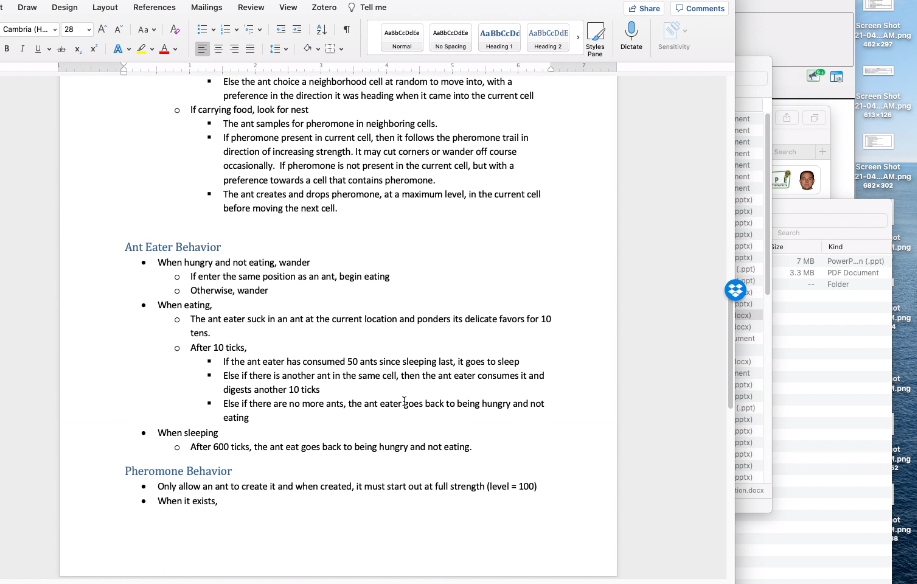 Draw Design Layout References Mailings Review View Zotero Tell me Share Comments
Cambria (H... 28 A^ A˅ Aa
AaBbCcDdEe AaBbCcDdEe AaBbCcDc AaBbCcDdE
Normal No Spacing Heading 1 Heading 2 Styles Pane Dictate Sensitivity
Else the ant choice a neighborhood cell at random to move into, with a
preference in the direction it was heading when it came into the current cell
If carrying food, look for nest
The ant samples for pheromone in neighboring cells.
If pheromone present in current cell, then it follows the pheromone trail in
direction of increasing strength. It may cut corners or wander off course
occasionally. If pheromone is not present in the current cell, but with a
preference towards a cell that contains pheromone.
The ant creates and drops pheromone, at a maximum level, in the current cell
before moving the next cell.
Ant Eater Behavior
When hungry and not eating, wander
If enter the same position as an ant, begin eating
Otherwise, wander
When eating,
The ant eater suck in an ant at the current location and ponders its delicate favors for 10
tens.
After 10 ticks,
If the ant eater has consumed 50 ants since sleeping last, it goes to sleep
Else if there is another ant in the same cell, then the ant eater consumes it and
digests another 10 ticks
Else if there are no more ants, the ant eater goes back to being hungry and not
eating
When sleeping
After 600 ticks, the ant eat goes back to being hungry and not eating.
Pheromone Behavior
Only allow an ant to create it and when created, it must start out at full strength (level = 100)
When it exists,
Search
Search
Size Kind
7 MB PowerP...n (.ppt)
3.3 MB PDF Document
-- Folder
tion.docx
Screen Shot
21-04...AM.png
462×297
Screen Shot
21-04...AM.png
613×126
Screen Shot
21-04...AM.png
682×302